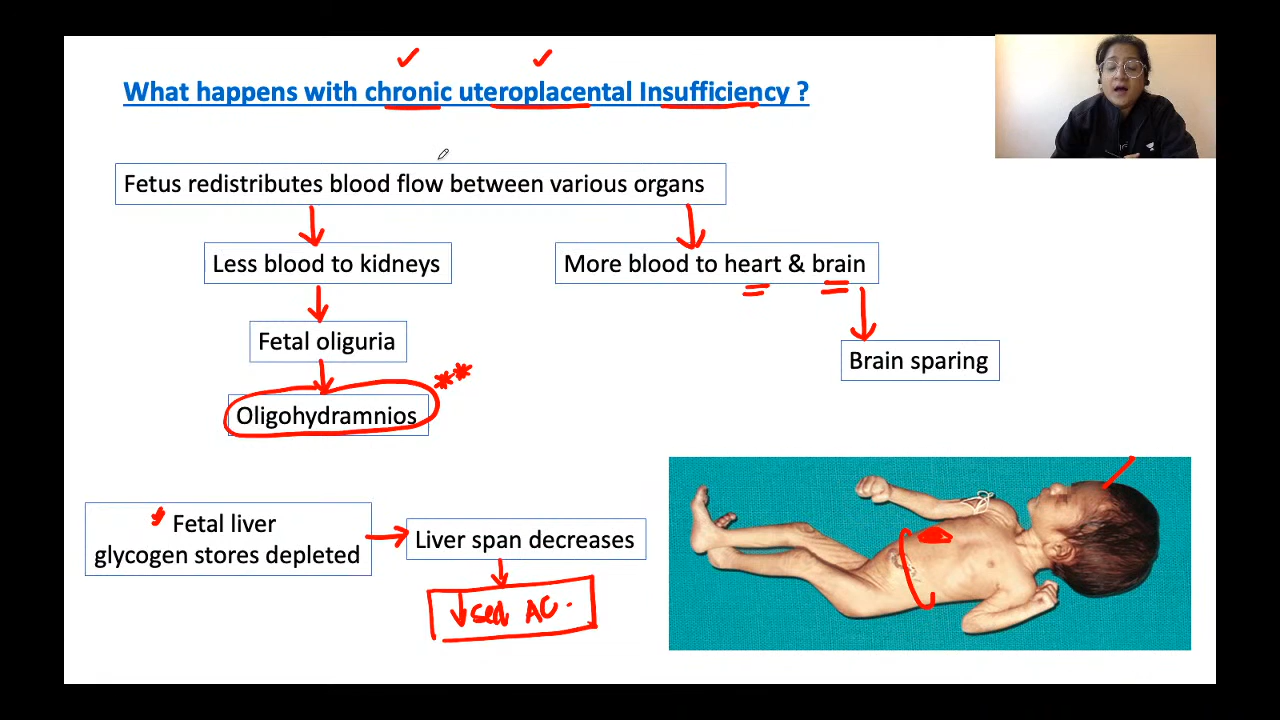 What happens with chronic uteroplacental Insufficiency ?
Fetus redistributes blood flow between various organs
Less blood to kidneys
More blood to heart & brain
Fetal oliguria
Brain sparing
Oligohydramnios
Fetal liver
glycogen stores depleted
Liver span decreases
↓sed AC.